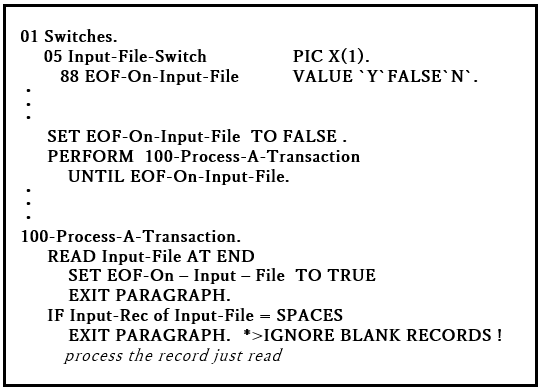 01 Switches.
05 Input-File-Switch PIC X(1).
88 EOF-On-Input-File VALUE `Y`FALSE`N`.
.
.
.
SET EOF-On-Input-File TO FALSE .
PERFORM 100-Process-A-Transaction
UNTIL EOF-On-Input-File.
.
.
.
100-Process-A-Transaction.
READ Input-File AT END
SET EOF-On – Input – File TO TRUE
EXIT PARAGRAPH.
IF Input-Rec of Input-File = SPACES
EXIT PARAGRAPH. *>IGNORE BLANK RECORDS !
process the record just read